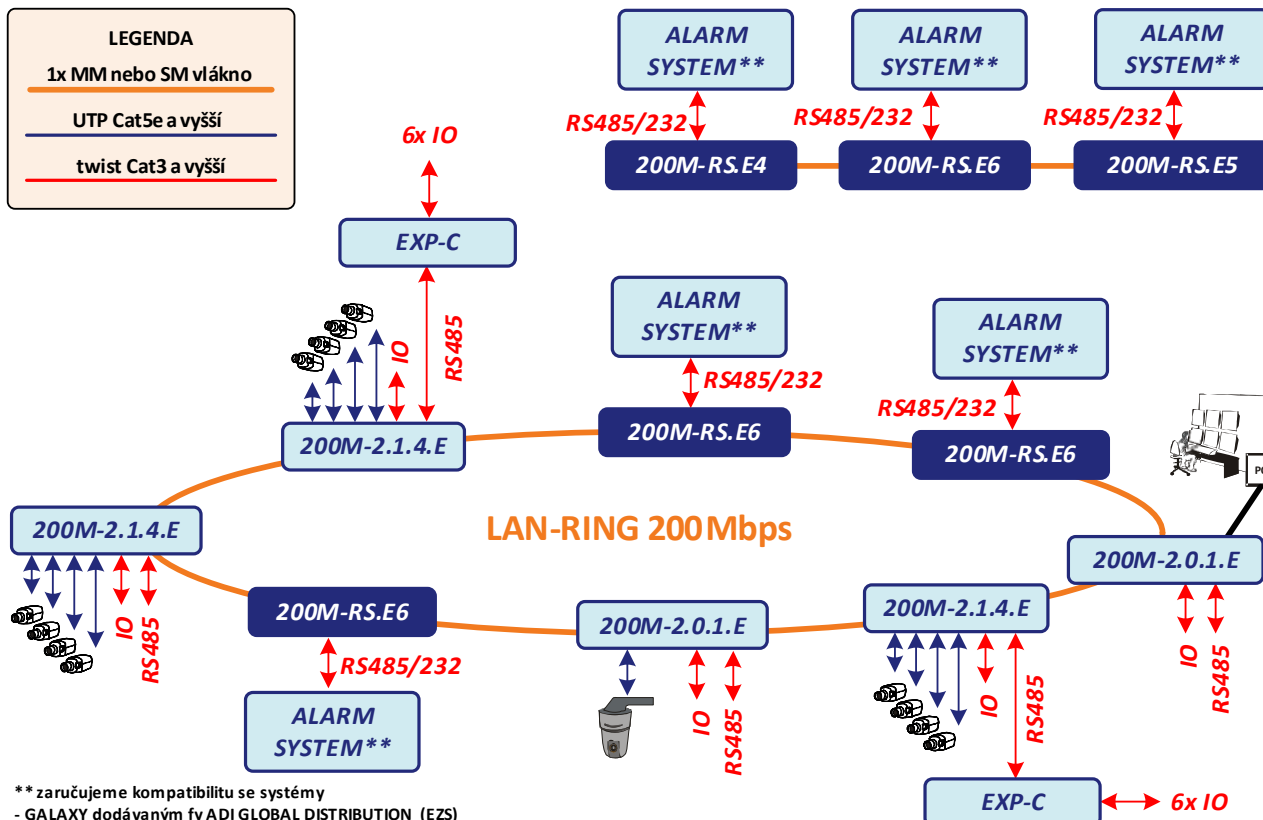 LEGENDA
1x MM nebo SM vlákno
UTP Cat5e a vyšší
twist Cat3 a vyšší
ALARM
SYSTEM**
ALARM
SYSTEM**
ALARM
SYSTEM**
RS485/232
RS485/232
RS485/232
200M-RS.E4
200M-RS.E6
200M-RS.E5
6x IO
EXP-C
IO
RS485
200M-2.1.4.E
ALARM
SYSTEM**
RS485/232
200M-RS.E6
ALARM
SYSTEM**
RS485/232
200M-RS.E6
LAN-RING 200Mbps
200M-2.1.4.E
IO
RS485
200M-RS.E6
RS485/232
ALARM
SYSTEM**
200M-2.0.1.E
IO
RS485
200M-2.1.4.E
IO
RS485
EXP-C
6x IO
200M-2.0.1.E
IO
RS485
** zaručujeme kompatibilitu se systémy
- GALAXY dodávaným fy ADI GLOBAL DISTRIBUTION (EZS)